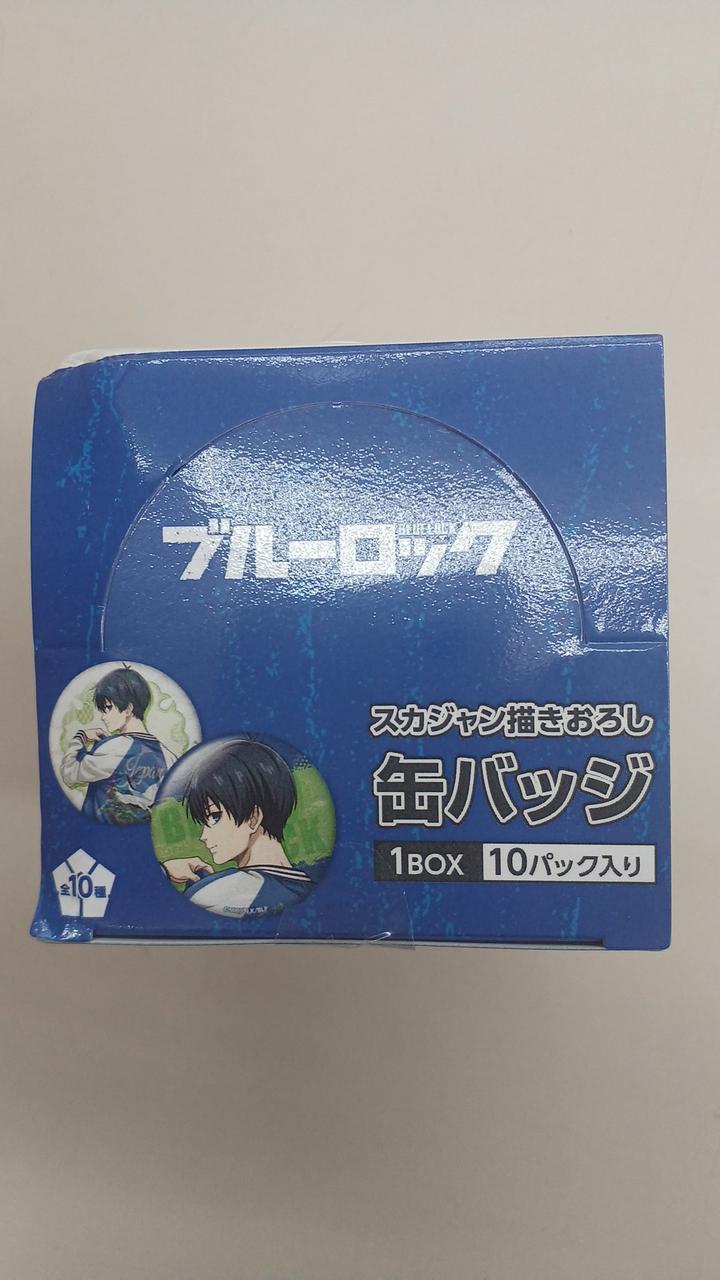 BLUE LOCK
ブルーロック
スカジャン描きおろし
缶バッジ
1BOX 10パック入り
全10種
Japan